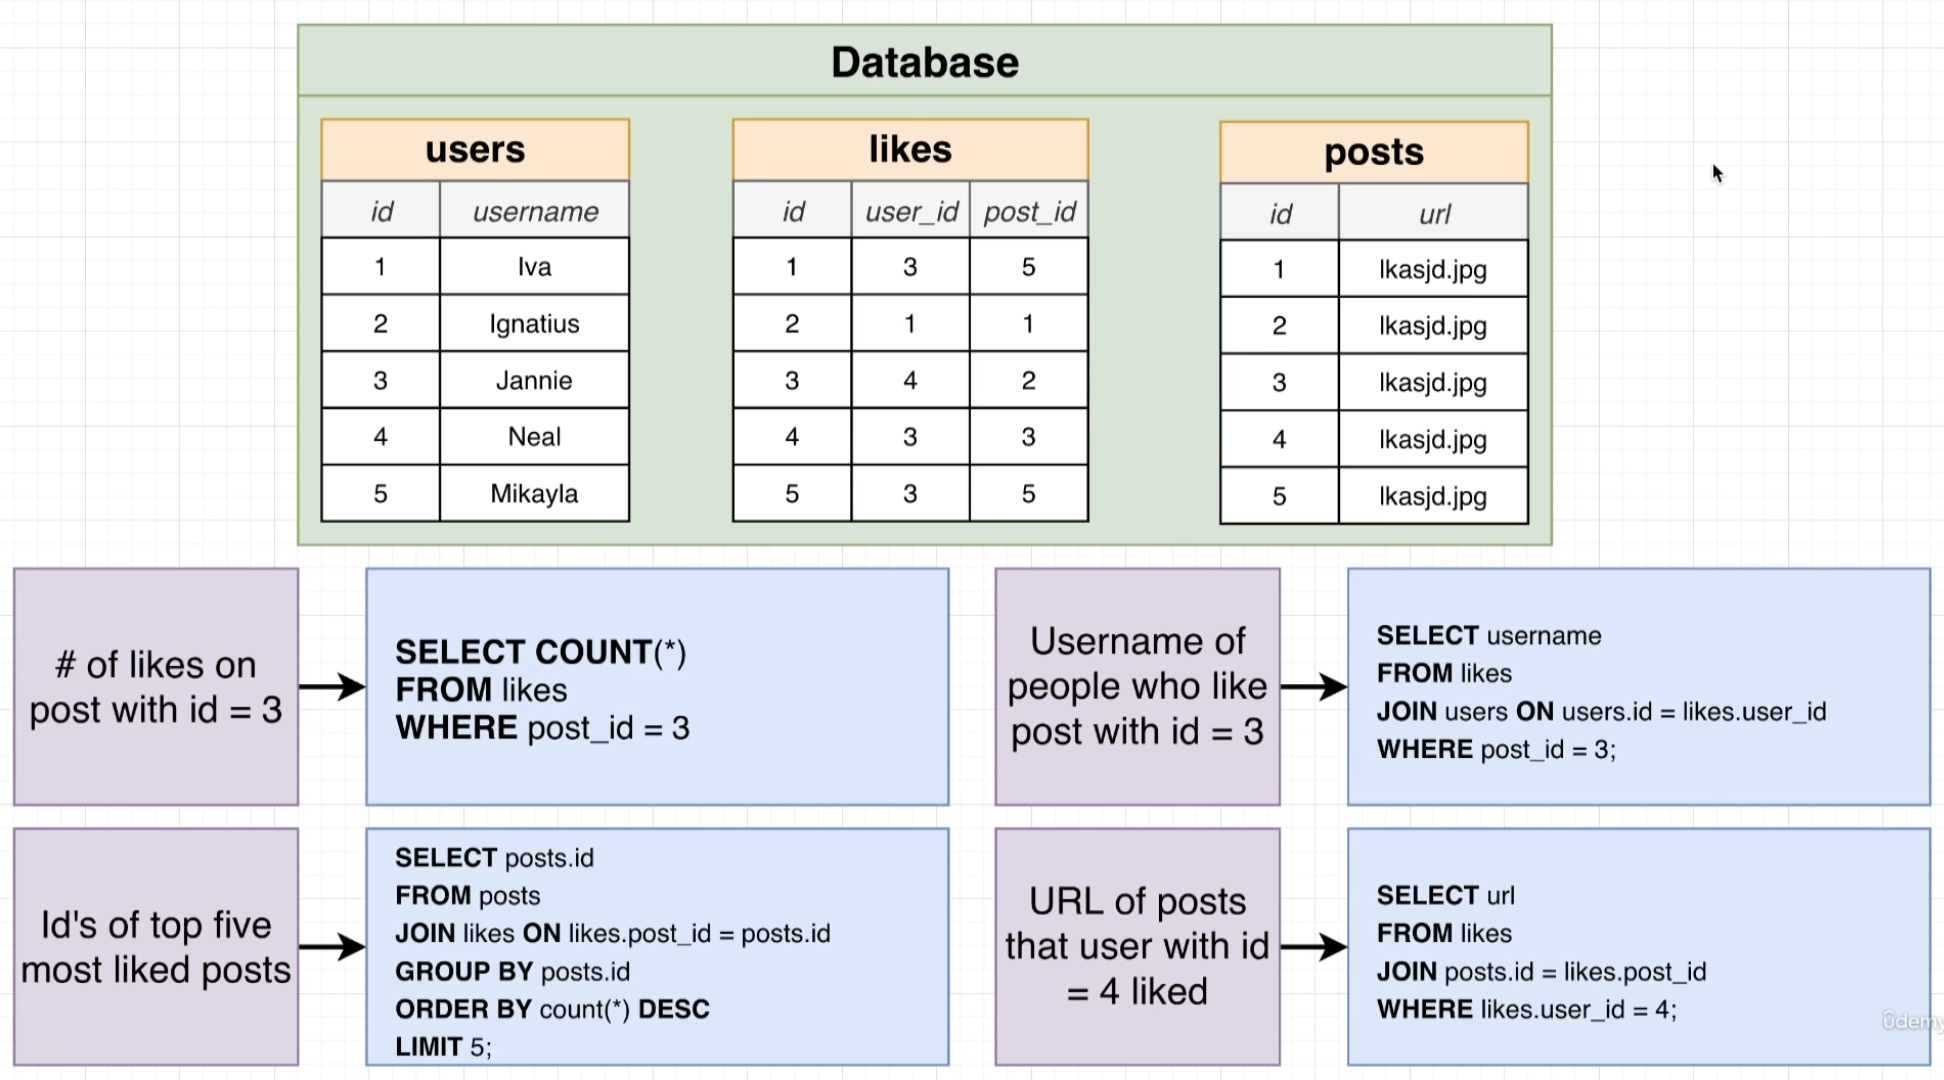 Database
users
id username
1 Iva
2 Ignatius
3 Jannie
4 Neal
5 Mikayla
likes
id user_id post_id
1 3 5
2 1 1
3 4 2
4 3 3
5 3 5
posts
id url
1 lkasjd.jpg
2 lkasjd.jpg
3 lkasjd.jpg
4 lkasjd.jpg
5 lkasjd.jpg
# of likes on
post with id = 3
SELECT COUNT(*)
FROM likes
WHERE post_id = 3
Username of
people who like
post with id = 3
SELECT username
FROM likes
JOIN users ON users.id = likes.user_id
WHERE post_id = 3;
Id's of top five
most liked posts
SELECT posts.id
FROM posts
JOIN likes ON likes.post_id = posts.id
GROUP BY posts.id
ORDER BY count(*) DESC
LIMIT 5;
URL of posts
that user with id
= 4 liked
SELECT url
FROM likes
JOIN posts.id = likes.post_id
WHERE likes.user_id = 4;
ûdemy